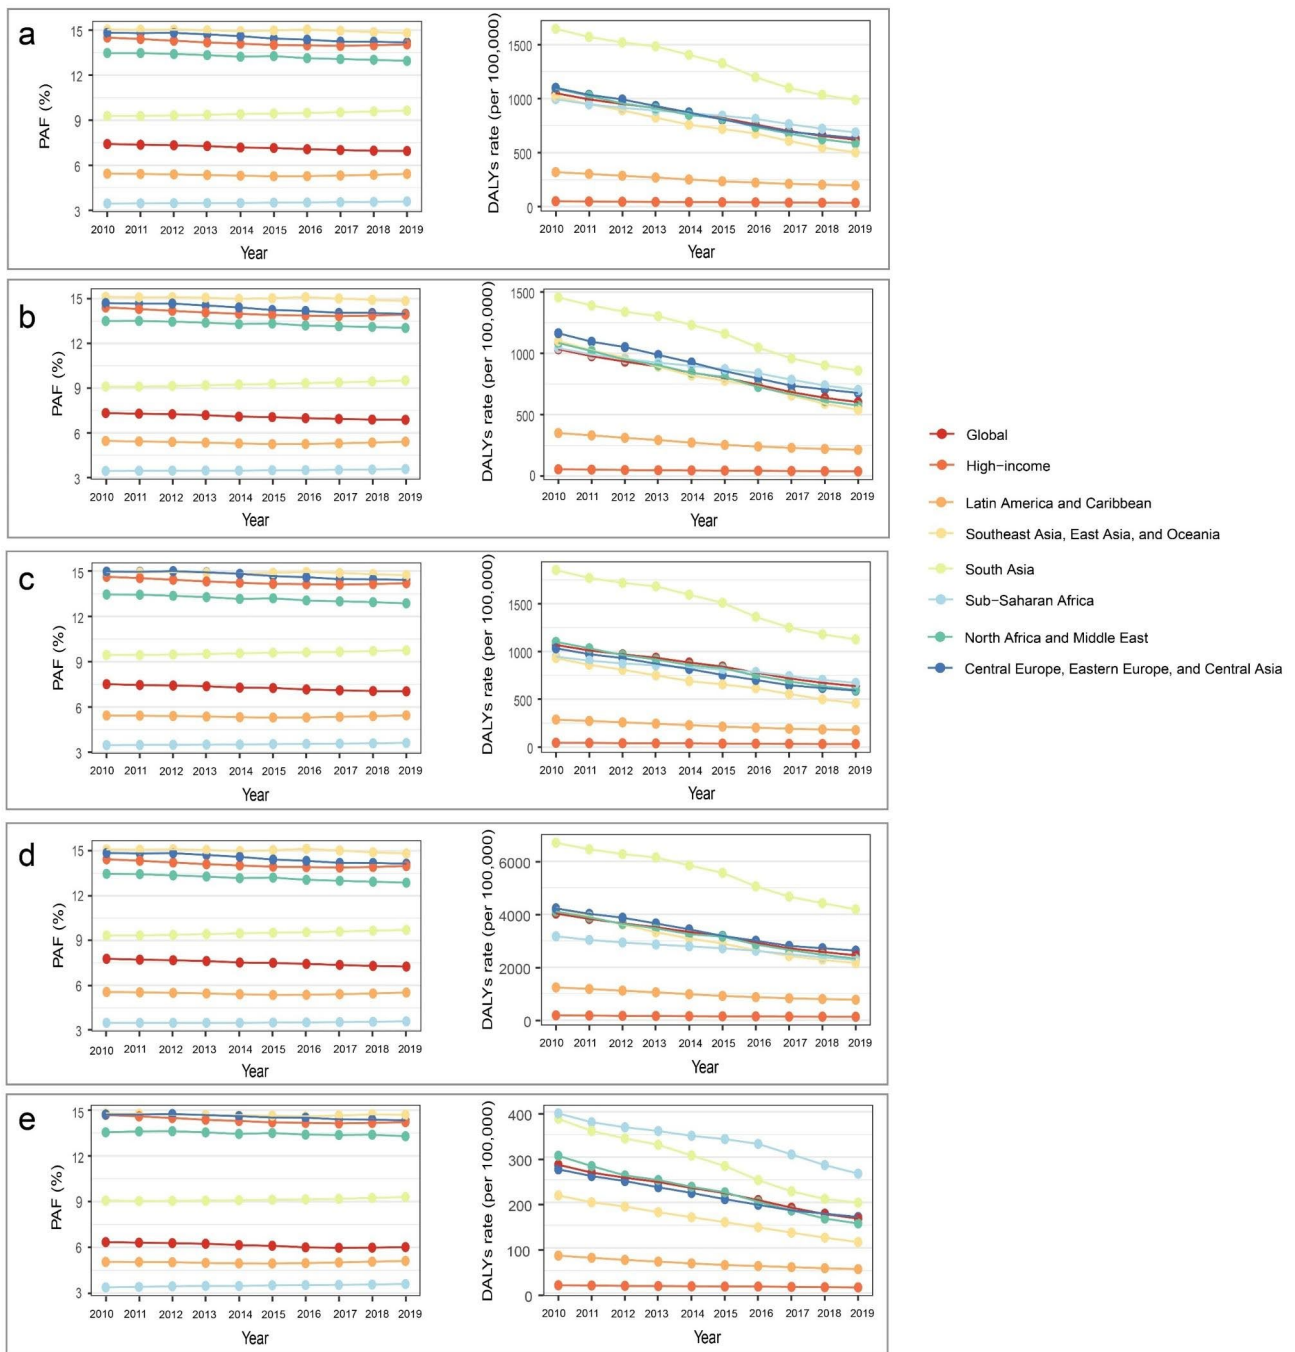 a
PAF (%)
15
12
9
6
3
2010 2011 2012 2013 2014 2015 2016 2017 2018 2019
Year
DALYs rate (per 100,000)
1500
1000
500
0
2010 2011 2012 2013 2014 2015 2016 2017 2018 2019
Year
b
PAF (%)
15
12
9
6
3
2010 2011 2012 2013 2014 2015 2016 2017 2018 2019
Year
DALYs rate (per 100,000)
1500
1000
500
0
2010 2011 2012 2013 2014 2015 2016 2017 2018 2019
Year
c
PAF (%)
15
12
9
6
3
2010 2011 2012 2013 2014 2015 2016 2017 2018 2019
Year
DALYs rate (per 100,000)
1500
1000
500
0
2010 2011 2012 2013 2014 2015 2016 2017 2018 2019
Year
d
PAF (%)
15
12
9
6
3
2010 2011 2012 2013 2014 2015 2016 2017 2018 2019
Year
DALYs rate (per 100,000)
6000
4000
2000
0
2010 2011 2012 2013 2014 2015 2016 2017 2018 2019
Year
e
PAF (%)
15
12
9
6
3
2010 2011 2012 2013 2014 2015 2016 2017 2018 2019
Year
DALYs rate (per 100,000)
400
300
200
100
0
2010 2011 2012 2013 2014 2015 2016 2017 2018 2019
Year
Global
High−income
Latin America and Caribbean
Southeast Asia, East Asia, and Oceania
South Asia
Sub−Saharan Africa
North Africa and Middle East
Central Europe, Eastern Europe, and Central Asia